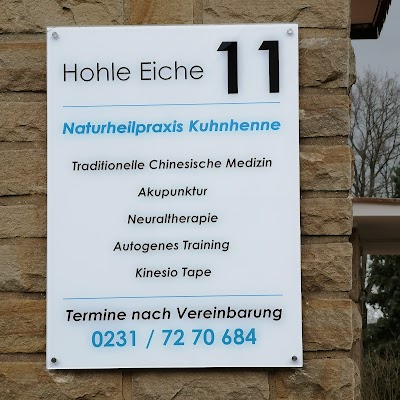 Hohle Eiche 11
Naturheilpraxis Kuhnhenne
Traditionelle Chinesische Medizin
Akupunktur
Neuraltherapie
Autogenes Training
Kinesio Tape
Termine nach Vereinbarung
0231 / 72 70 684